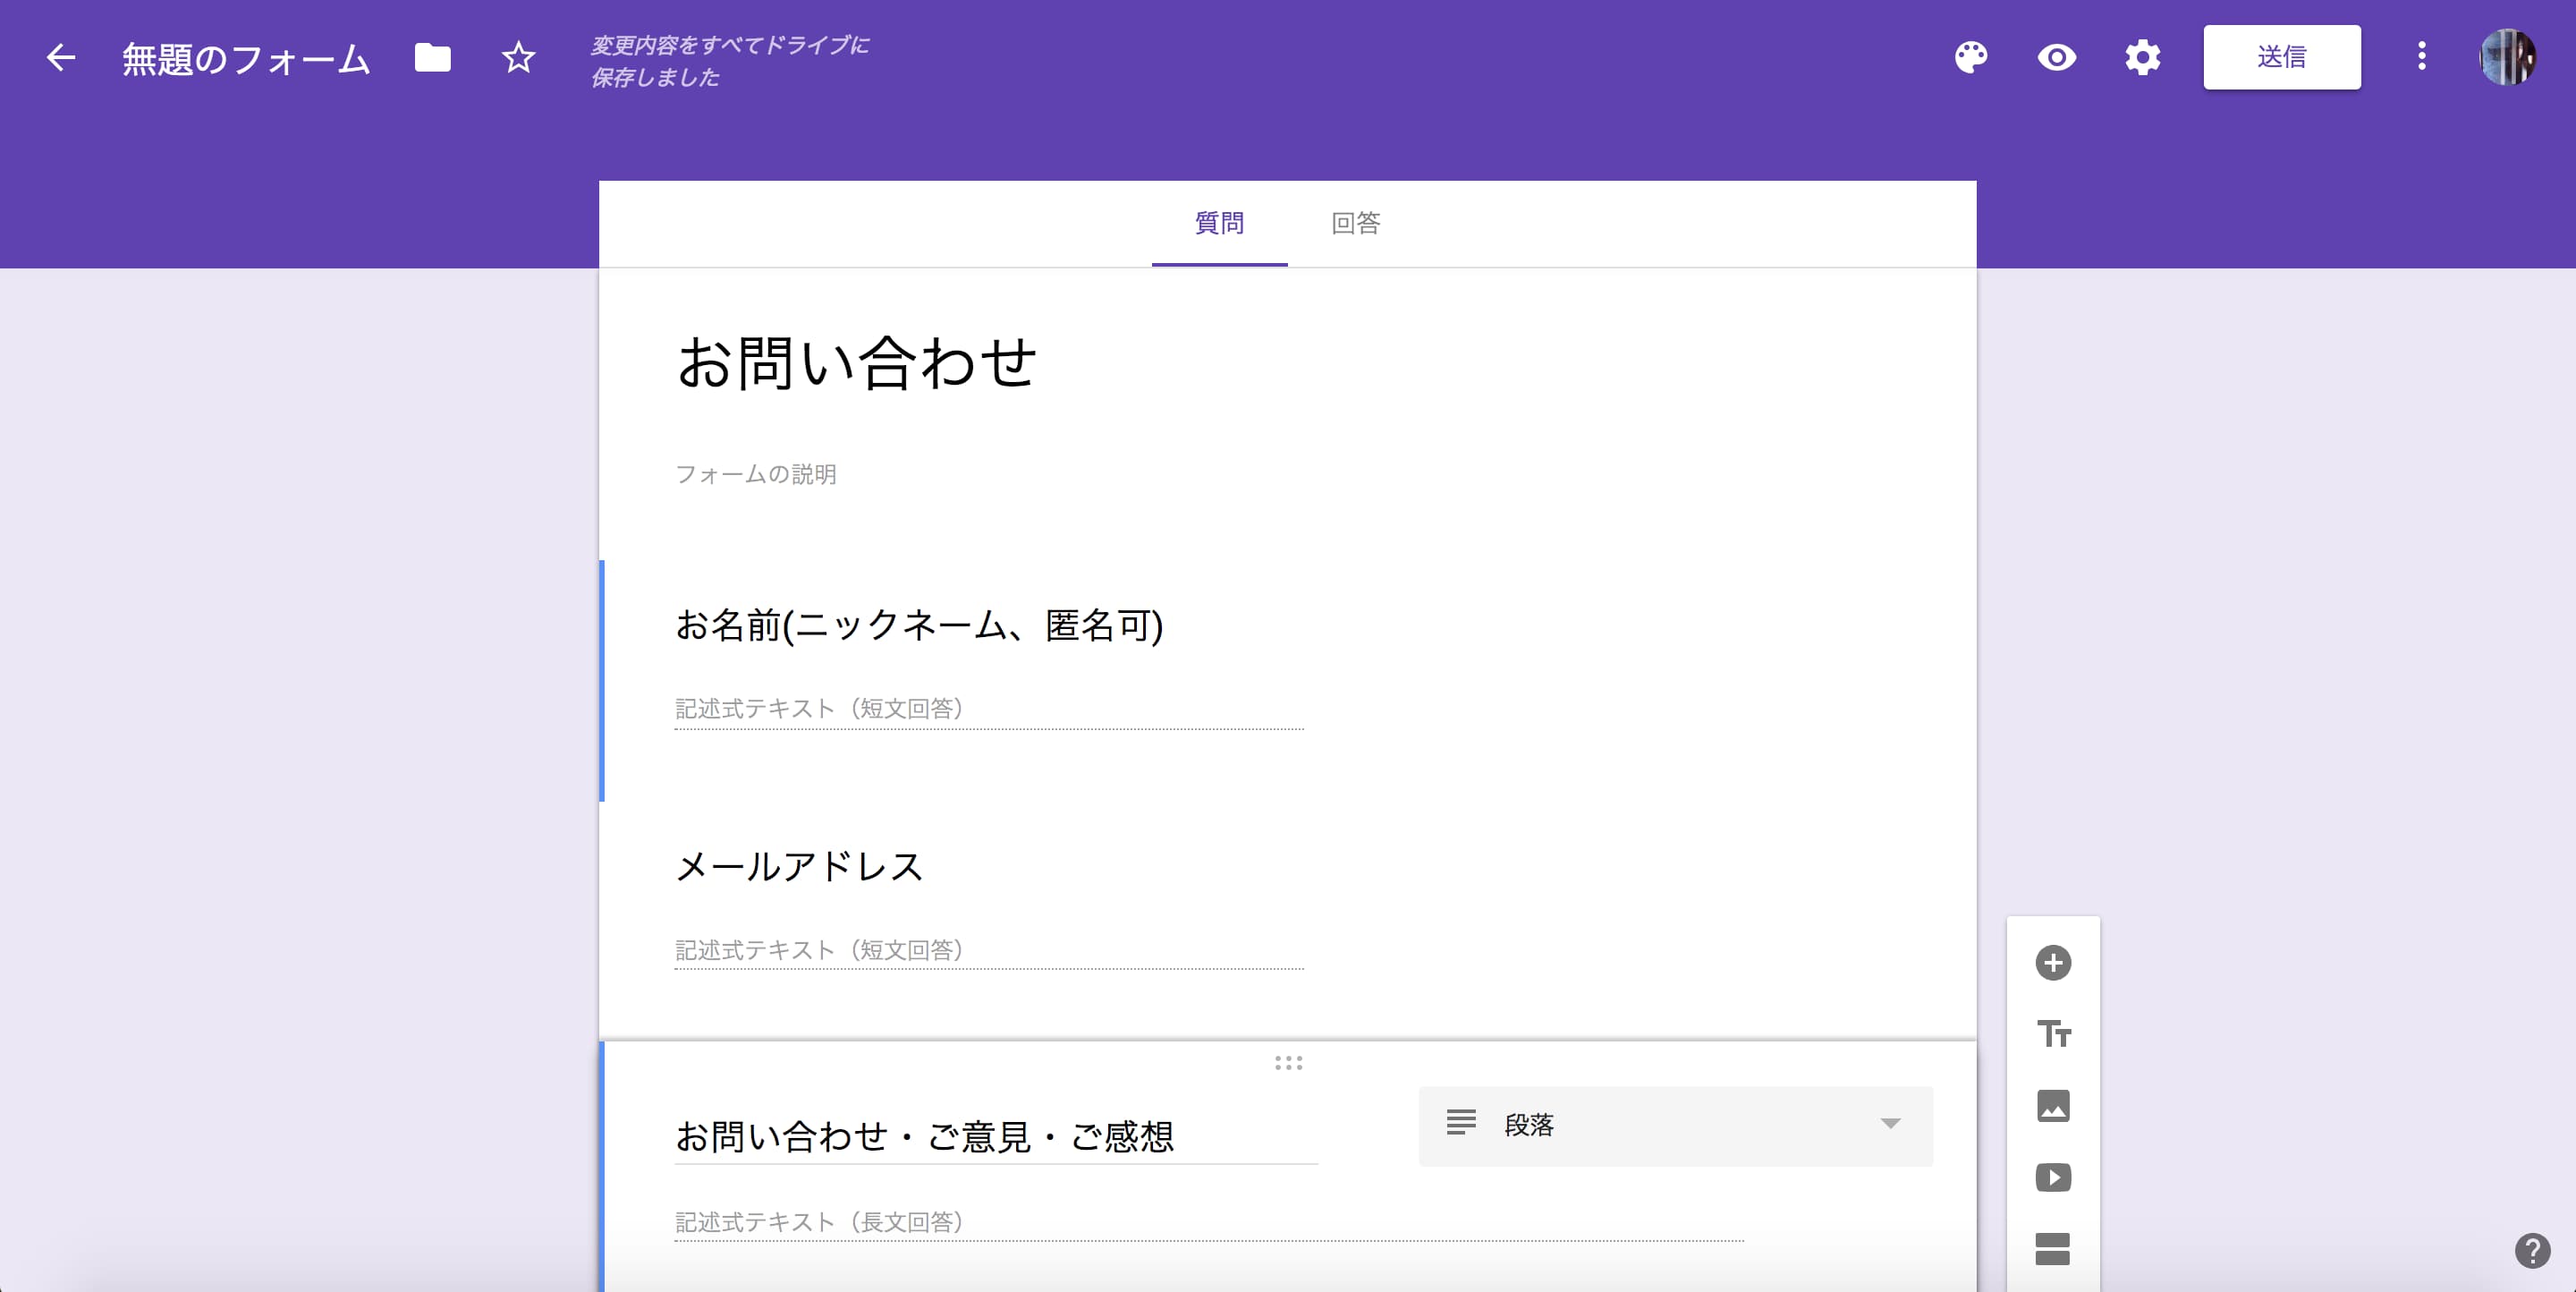 無題のフォーム
変更内容をすべてドライブに
保存しました
送信
質問
回答
お問い合わせ
フォームの説明
お名前(ニックネーム、匿名可)
記述式テキスト（短文回答）
メールアドレス
記述式テキスト（短文回答）
お問い合わせ・ご意見・ご感想
段落
記述式テキスト（長文回答）